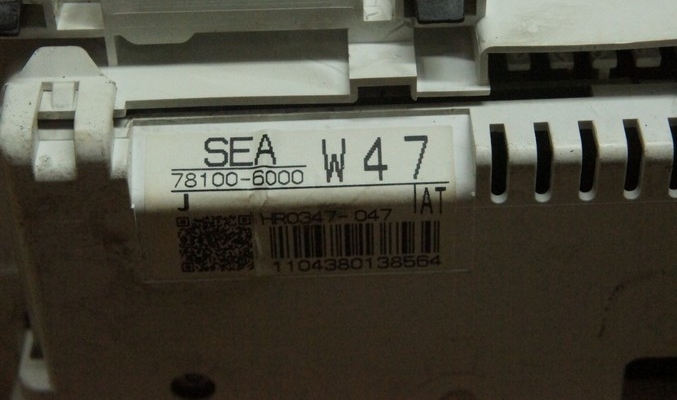 SEA W47
78100-6000
J AT
HR0347-047
1104380138564